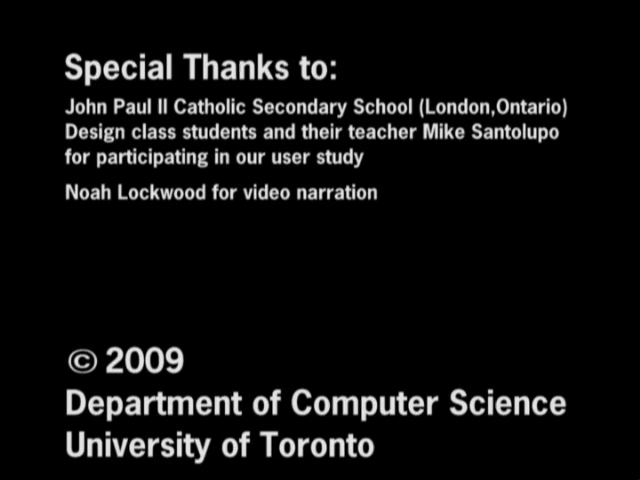 Special Thanks to:
John Paul II Catholic Secondary School (London,Ontario)
Design class students and their teacher Mike Santolupo
for participating in our user study
Noah Lockwood for video narration
© 2009
Department of Computer Science
University of Toronto